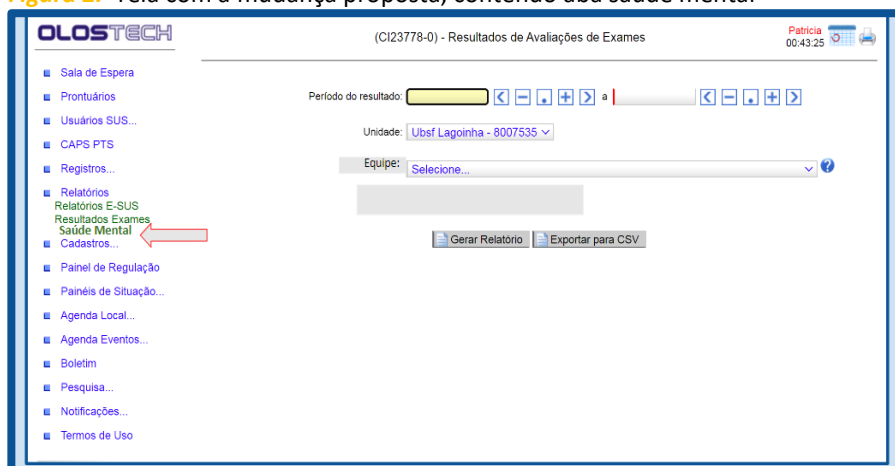 Figura 2. Tela com a mudança proposta, contendo aba saúde mental
OLOSTECH
(CI23778-0) - Resultados de Avaliações de Exames
Patricia
00:43:25
Sala de Espera
Prontuários
Usuários SUS...
CAPS PTS
Registros...
Relatórios
Relatórios E-SUS
Resultados Exames
Saúde Mental
Cadastros...
Painel de Regulação
Painéis de Situação...
Agenda Local...
Agenda Eventos...
Boletim
Pesquisa...
Notificações...
Termos de Uso
Período do resultado: < − . + > a < − . + >
Unidade: Ubsf Lagoinha - 8007535
Equipe: Selecione... ?
Gerar Relatório Exportar para CSV